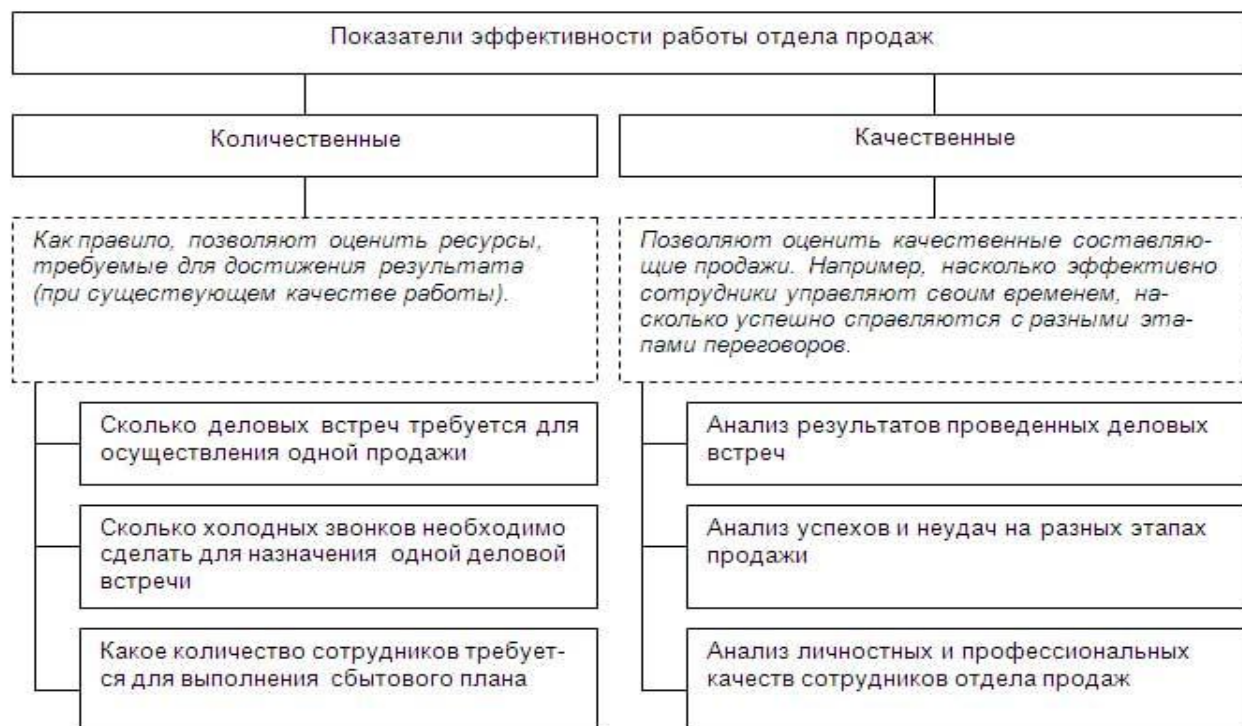 Показатели эффективности работы отдела продаж
Количественные
Качественные
Как правило, позволяют оценить ресурсы,
требуемые для достижения результата
(при существующем качестве работы).
Позволяют оценить качественные составляю-
щие продажи. Например, насколько эффективно
сотрудники управляют своим временем, на-
сколько успешно справляются с разными эта-
пами переговоров.
Сколько деловых встреч требуется для
осуществления одной продажи
Сколько холодных звонков необходимо
сделать для назначения одной деловой
встречи
Какое количество сотрудников требует-
ся для выполнения сбытового плана
Анализ результатов проведенных деловых
встреч
Анализ успехов и неудач на разных этапах
продажи
Анализ личностных и профессиональных
качеств сотрудников отдела продаж